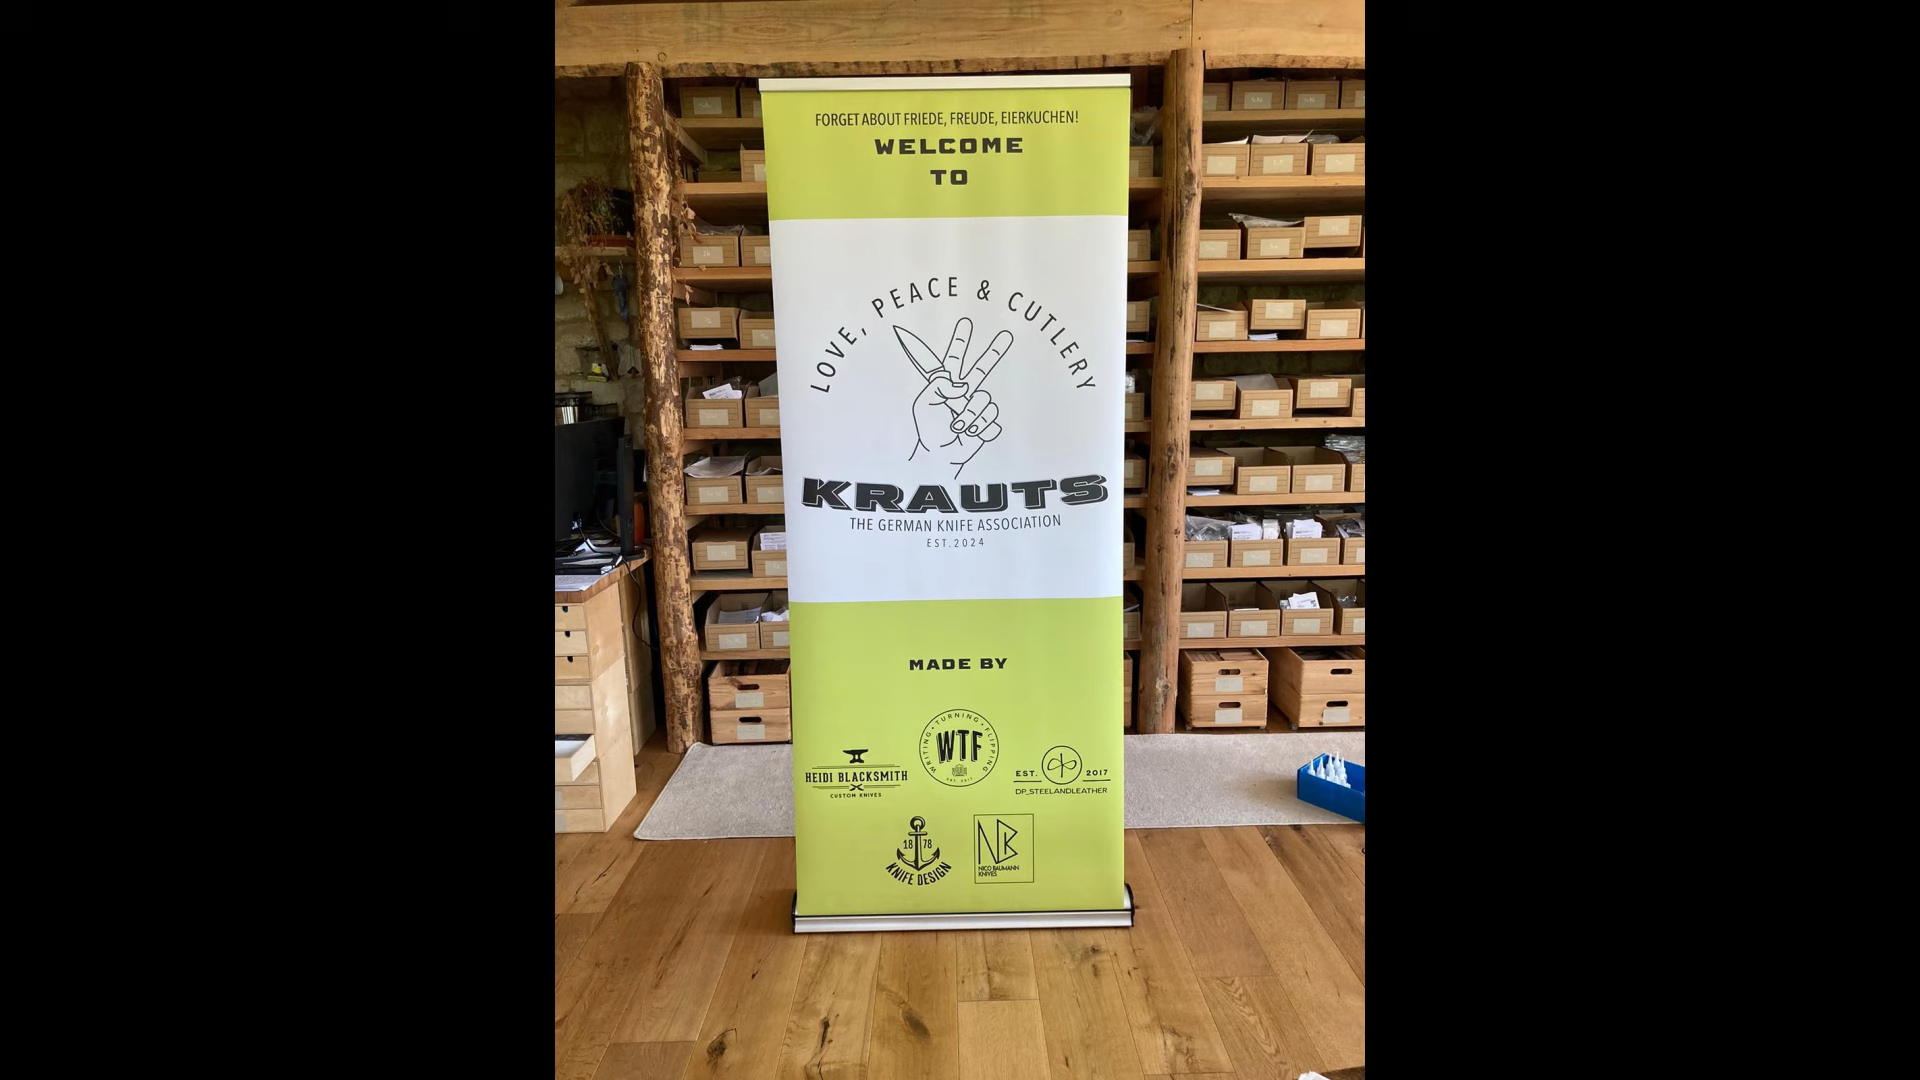 FORGET ABOUT FRIEDE, FREUDE, EIERKUCHEN!
WELCOME
TO
LOVE, PEACE & CUTLERY
KRAUTS
THE GERMAN KNIFE ASSOCIATION
EST. 2024
MADE BY
WRITING • TURNING • FLIPPING
WTF
EST. 2017
HEIDI BLACKSMITH
CUSTOM KNIVES
EST. 2017
DP_STEELANDLEATHER
18 78
KNIFE DESIGN
NB
NICO BAUMANN
KNIVES